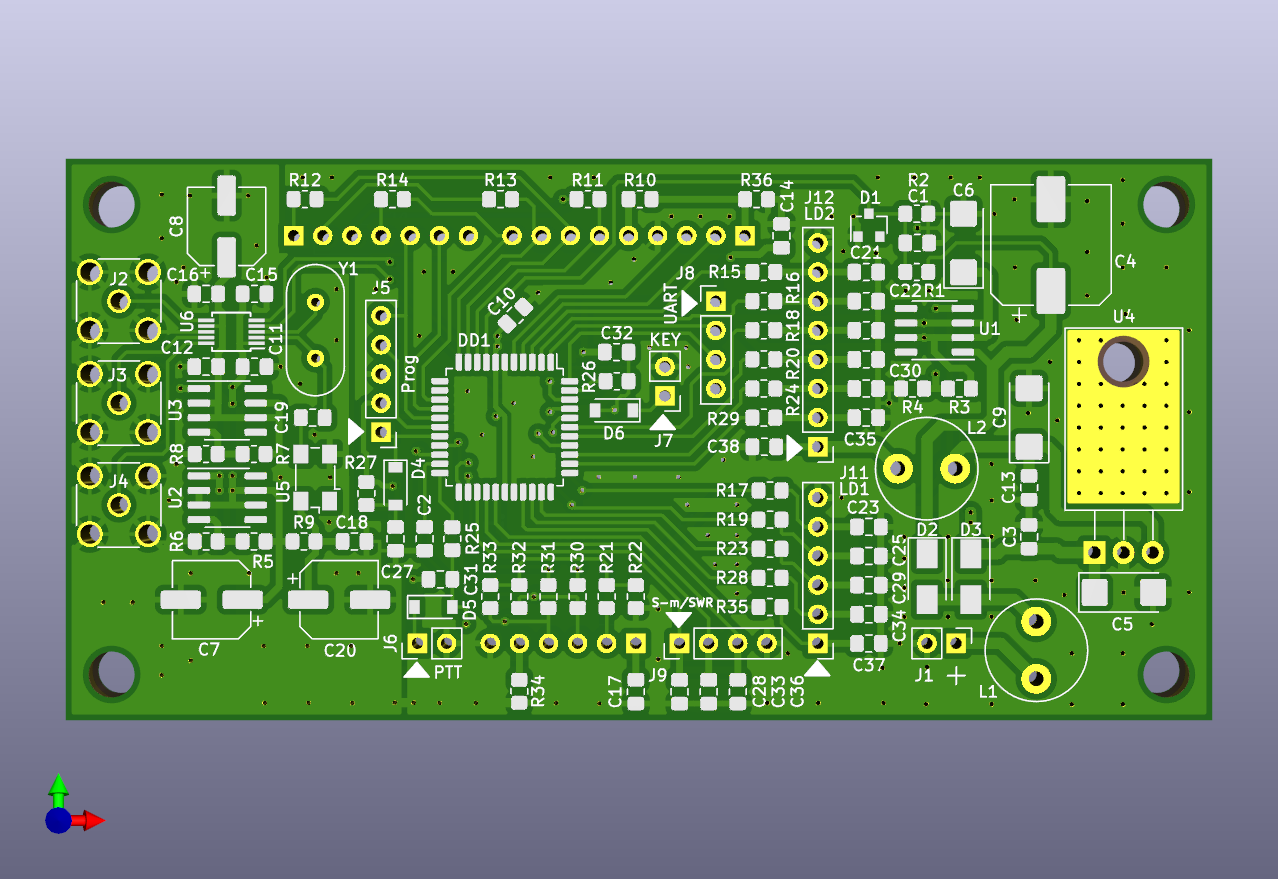 R12
R14
R13
R11
R10
R36
C14
J12
LD2
D1
R2
C1
C6
C8
C21
C4
C16
+
C15
Y1
J5
J8
R15
R16
C22
R1
J2
UART
C10
U6
C11
DD1
C32
KEY
R18
U1
+
U4
C12
Prog
R26
R20
J3
R24
C30
R4
R3
U3
C19
D6
J7
R29
C35
L2
C9
R8
R7
R27
D4
C38
J4
U2
U5
J11
LD1
R17
C13
R9
C18
C2
R25
R19
C23
D2
D3
C3
R6
R5
C27
C31
R33
R32
R31
R30
R21
R22
R23
C25
+
R28
C29
D5
S-m/SWR
R35
C34
C5
+
C7
C20
J6
PTT
J9
C37
J1
+
L1
R34
C17
C28
C33
C36